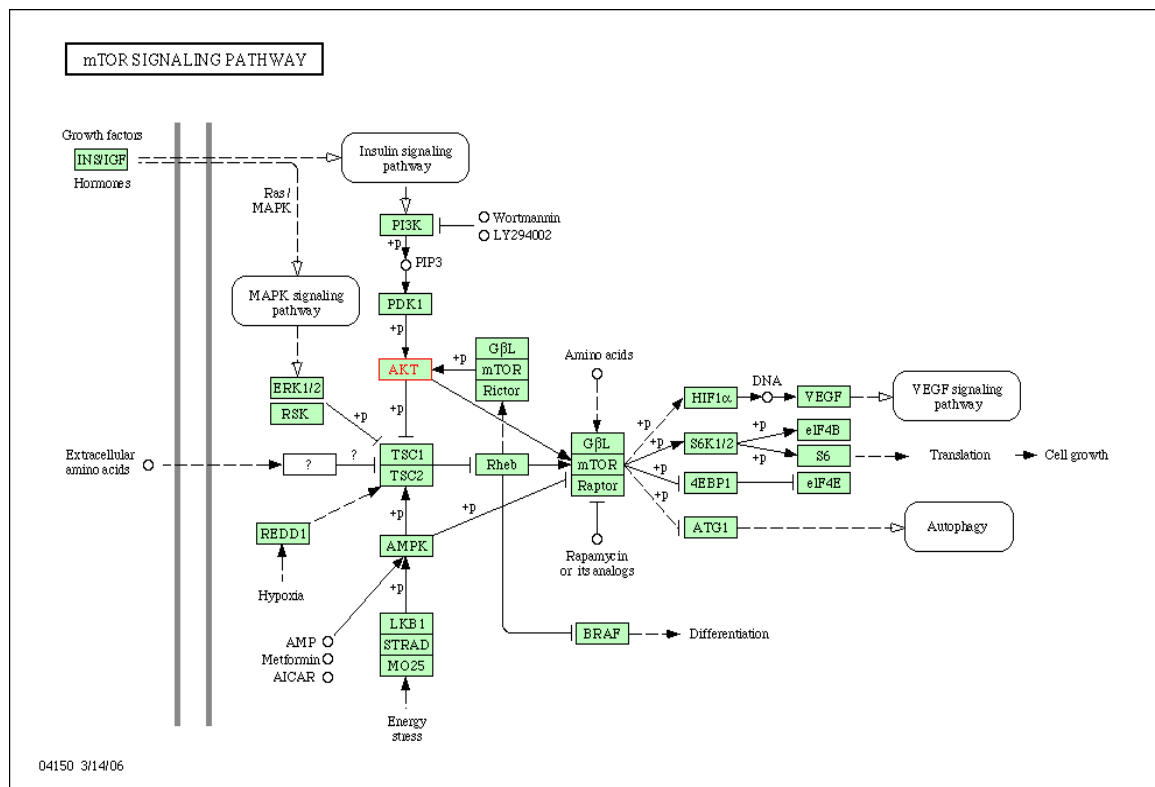 mTOR SIGNALING PATHWAY
Growth factors
INS/IGF
Hormones
Insulin signaling
pathway
Ras/
MAPK
PI3K
Wortmannin
LY294002
+p
PIP3
MAPK signaling
pathway
PDK1
+p
AKT
+p
GβL
mTOR
Rictor
Amino acids
ERK1/2
RSK
+p
+p
HIF1α
DNA
VEGF
VEGF signaling
pathway
+p
S6K1/2
+p
eIF4B
+p
S6
Translation
Cell growth
Extracellular
amino acids
?
?
TSC1
TSC2
Rheb
GβL
mTOR
Raptor
+p
+p
4EBP1
eIF4E
+p
ATG1
Autophagy
REDD1
+p
+p
AMPK
Rapamycin
or its analogs
Hypoxia
+p
AMP
Metformin
AICAR
LKB1
STRAD
MO25
BRAF
Differentiation
Energy
stress
04150 3/14/06